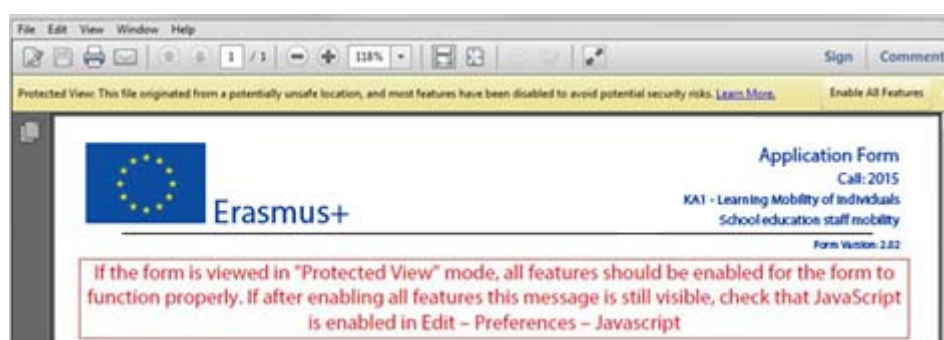 File Edit View Window Help
1 / 1 118% Sign Comment
Protected View: This file originated from a potentially unsafe location, and most features have been disabled to avoid potential security risks. Learn More. Enable All Features
Application Form
Call: 2015
KA1 - Learning Mobility of Individuals
Erasmus+ School education staff mobility
Form Version: 2.02
If the form is viewed in "Protected View" mode, all features should be enabled for the form to
function properly. If after enabling all features this message is still visible, check that JavaScript
is enabled in Edit – Preferences – Javascript